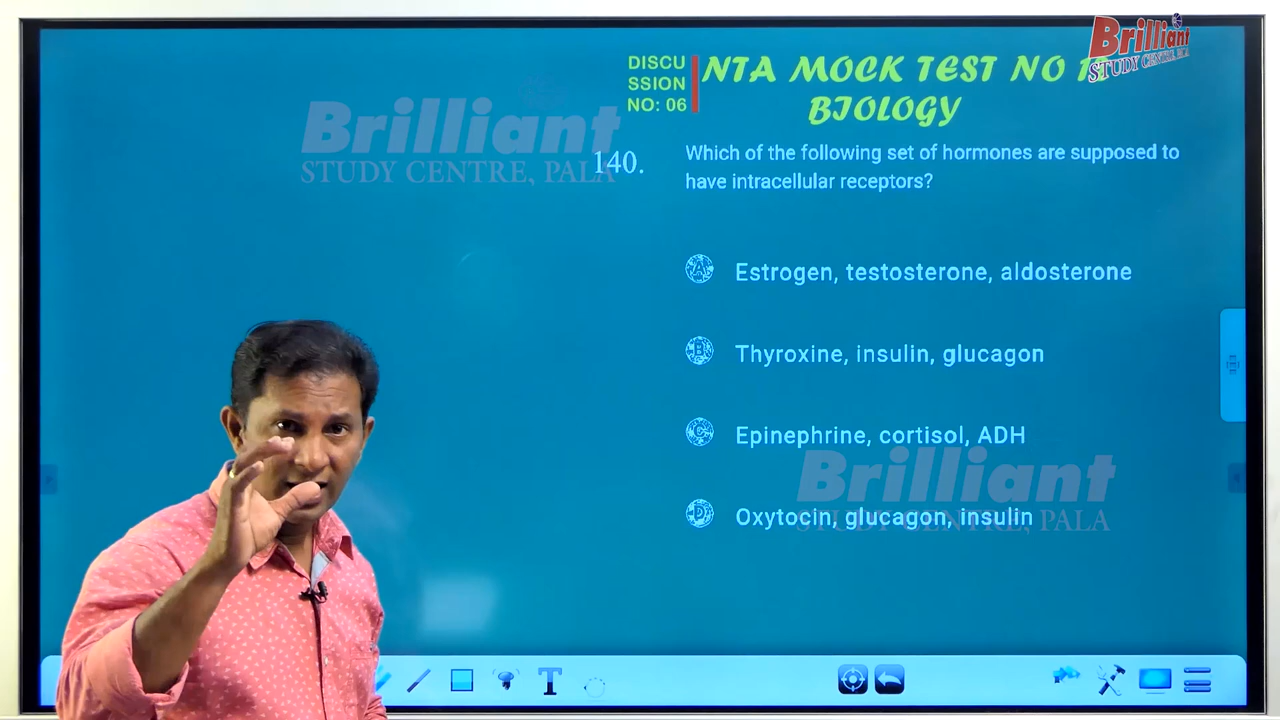 Brilliant
STUDY CENTRE, PALA
DISCU
SSION
NO: 06
NTA MOCK TEST NO
BIOLOGY
Brilliant
STUDY CENTRE, PALA
140.
Which of the following set of hormones are supposed to
have intracellular receptors?
A Estrogen, testosterone, aldosterone
B Thyroxine, insulin, glucagon
C Epinephrine, cortisol, ADH
Brilliant
STUDY CENTRE, PALA
D Oxytocin, glucagon, insulin
T